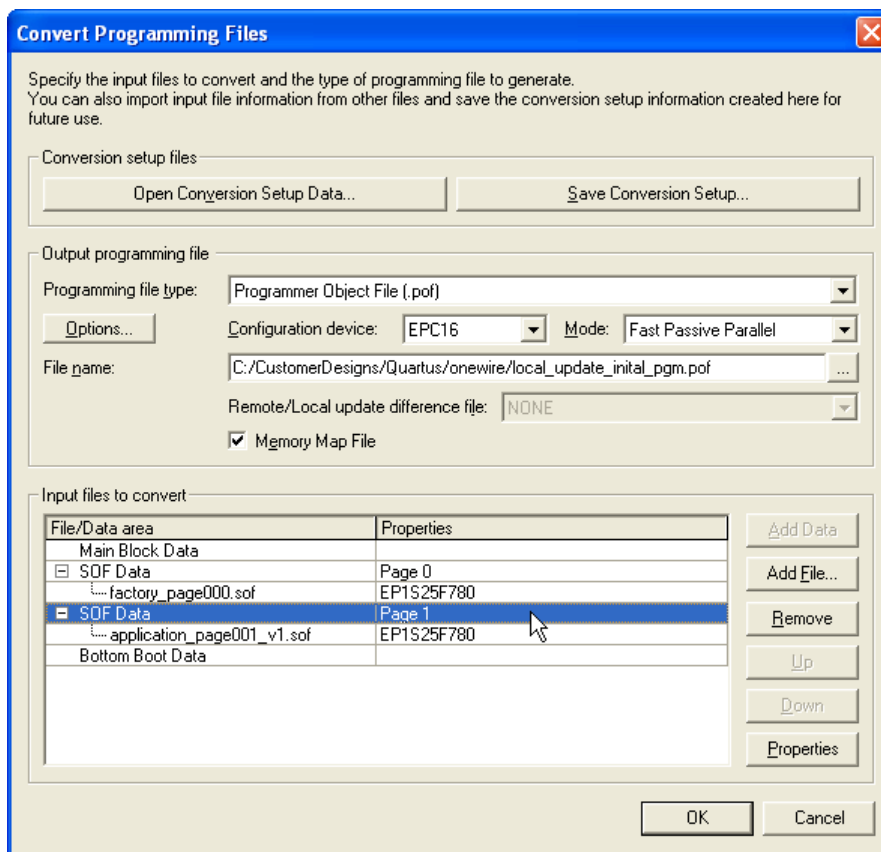 Convert Programming Files
Specify the input files to convert and the type of programming file to generate.
You can also import input file information from other files and save the conversion setup information created here for
future use.
Conversion setup files
Open Conversion Setup Data...
Save Conversion Setup...
Output programming file
Programming file type:
Programmer Object File (.pof)
Options...
Configuration device:
EPC16
Mode:
Fast Passive Parallel
File name:
C:/CustomerDesigns/Quartus/onewire/local_update_inital_pgm.pof
...
Remote/Local update difference file:
NONE
Memory Map File
Input files to convert
File/Data area
Properties
Main Block Data
SOF Data
Page 0
factory_page000.sof
EP1S25F780
SOF Data
Page 1
application_page001_v1.sof
EP1S25F780
Bottom Boot Data
Add Data
Add File...
Remove
Up
Down
Properties
OK
Cancel